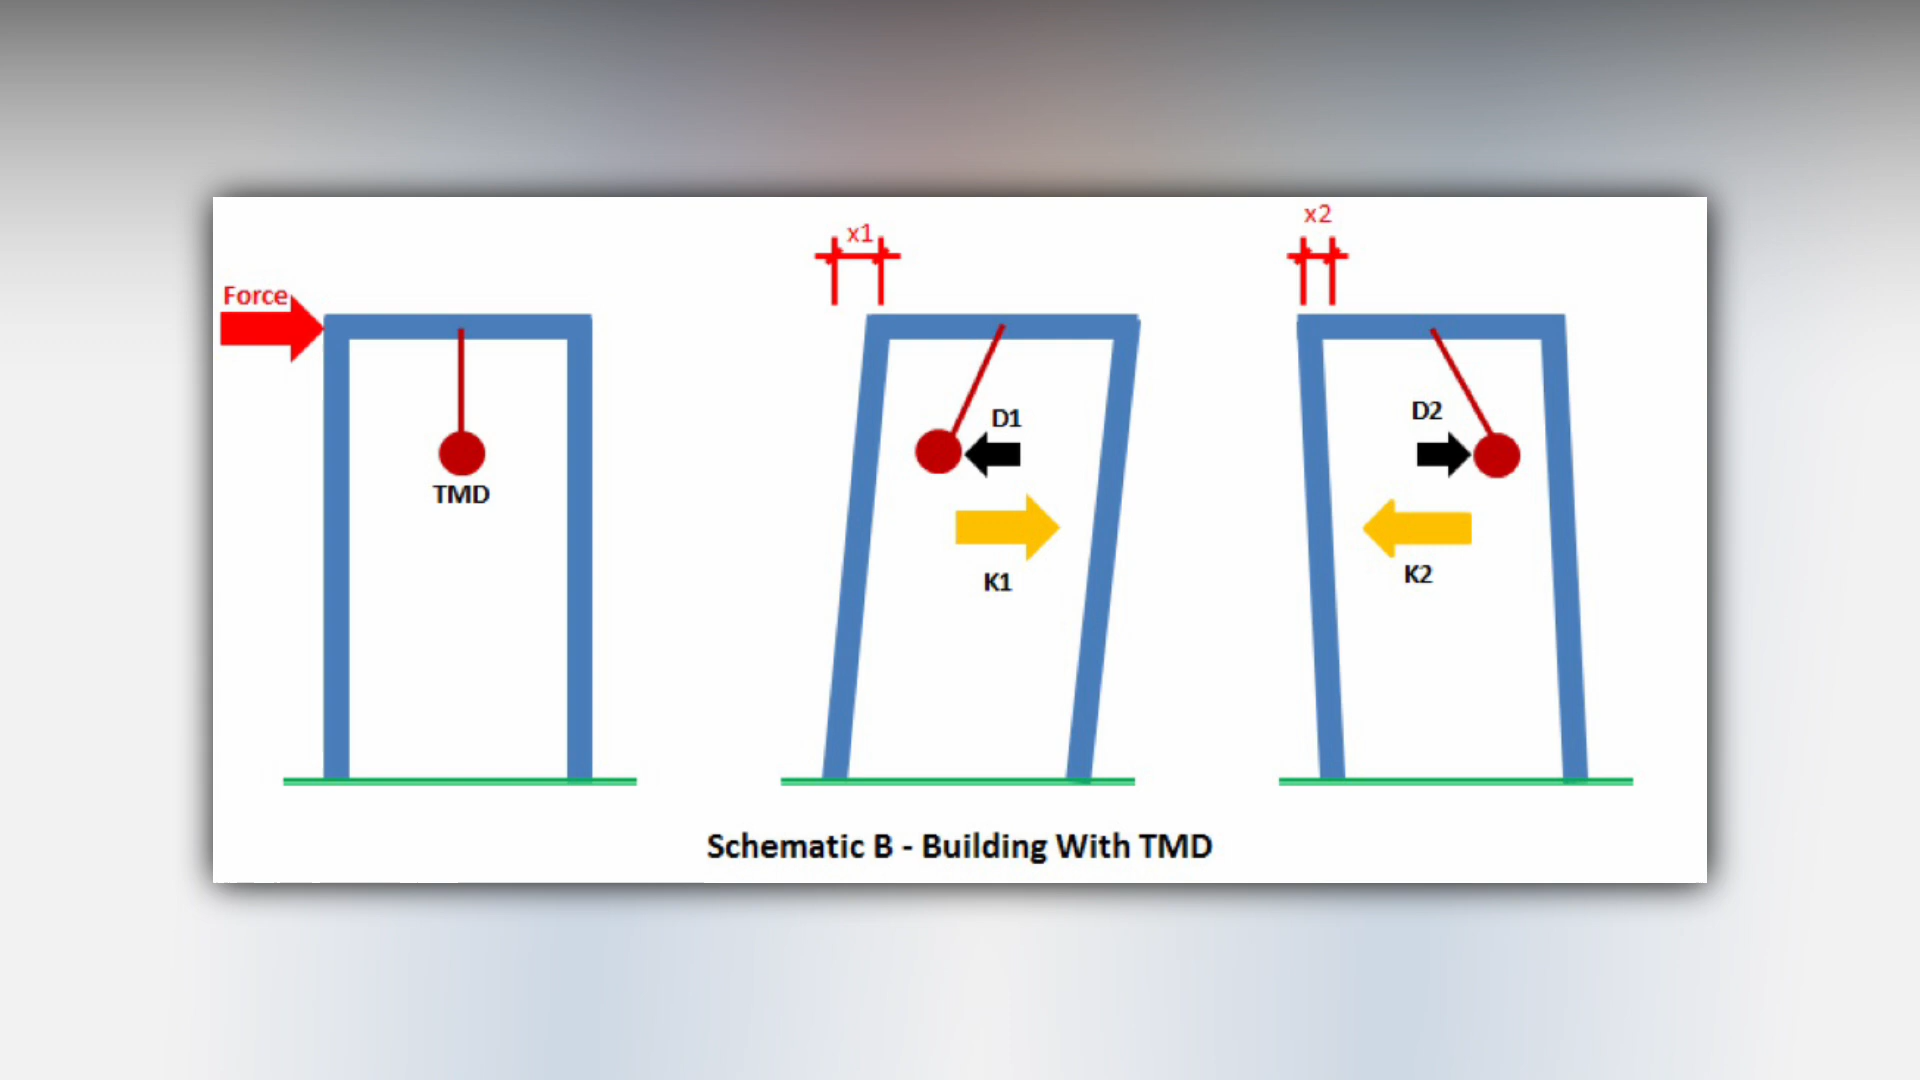 Force
TMD
x1
D1
K1
x2
D2
K2
Schematic B - Building With TMD